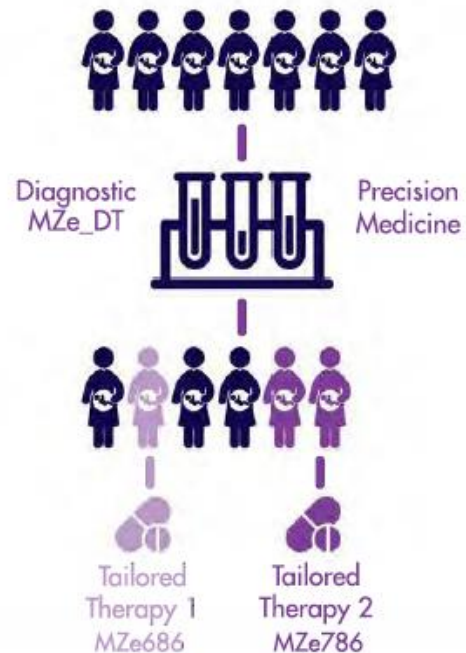 Diagnostic
MZe_DT
Precision
Medicine
Tailored
Therapy 1
MZe686
Tailored
Therapy 2
MZe786